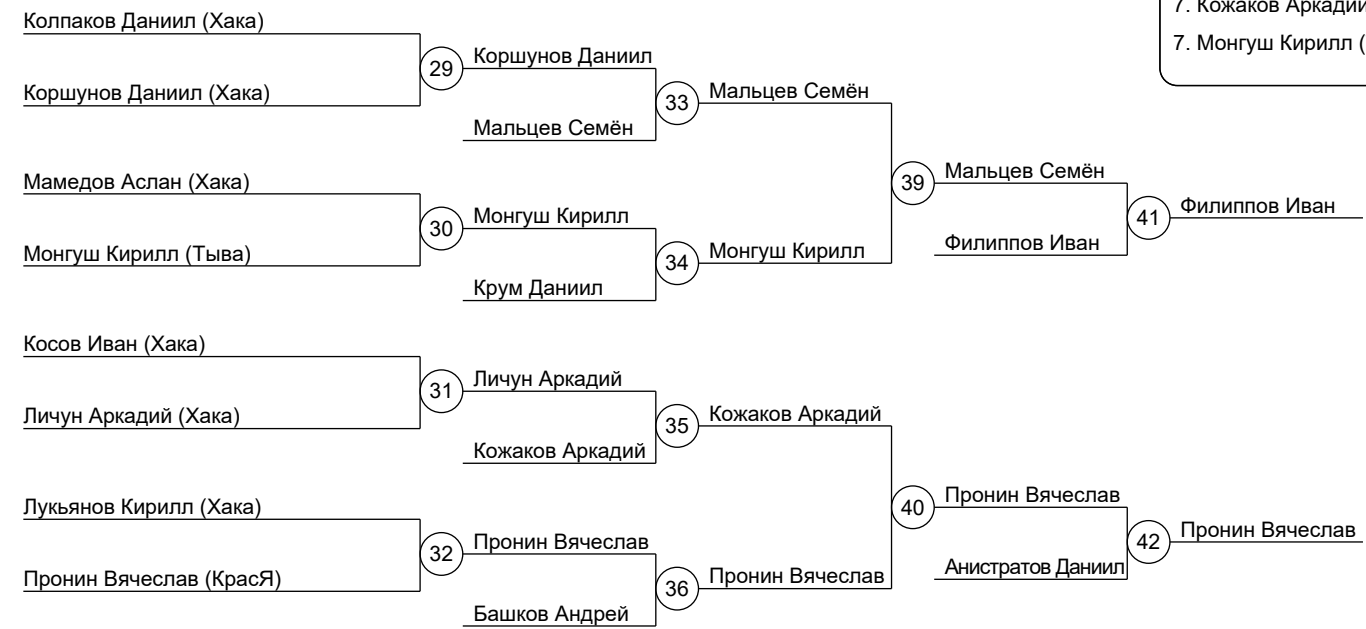 7. Кожаков Аркадий
7. Монгуш Кирилл (
Колпаков Даниил (Хака)
29
Коршунов Даниил
Коршунов Даниил (Хака)
33
Мальцев Семён
Мальцев Семён
Мамедов Аслан (Хака)
39
Мальцев Семён
30
Монгуш Кирилл
41
Филиппов Иван
Монгуш Кирилл (Тыва)
34
Монгуш Кирилл
Филиппов Иван
Крум Даниил
Косов Иван (Хака)
31
Личун Аркадий
Личун Аркадий (Хака)
35
Кожаков Аркадий
Кожаков Аркадий
Лукьянов Кирилл (Хака)
40
Пронин Вячеслав
32
Пронин Вячеслав
42
Пронин Вячеслав
Пронин Вячеслав (КрасЯ)
36
Пронин Вячеслав
Анистратов Даниил
Башков Андрей